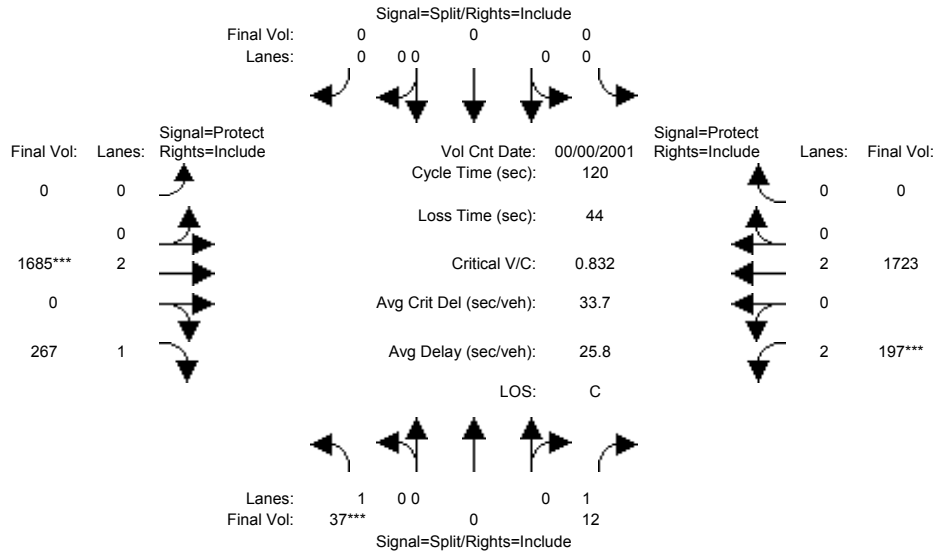 Signal=Split/Rights=Include
Final Vol: 0 0 0
Lanes: 0 0 0 0 0
Signal=Protect Signal=Protect
Final Vol: Lanes: Rights=Include Vol Cnt Date: 00/00/2001 Rights=Include Lanes: Final Vol:
Cycle Time (sec): 120
0 0 0 0
Loss Time (sec): 44
0 0
1685*** 2 Critical V/C: 0.832 2 1723
0 Avg Crit Del (sec/veh): 33.7 0
267 1 Avg Delay (sec/veh): 25.8 2 197***
LOS: C
Lanes: 1 0 0 0 1
Final Vol: 37*** 0 12
Signal=Split/Rights=Include